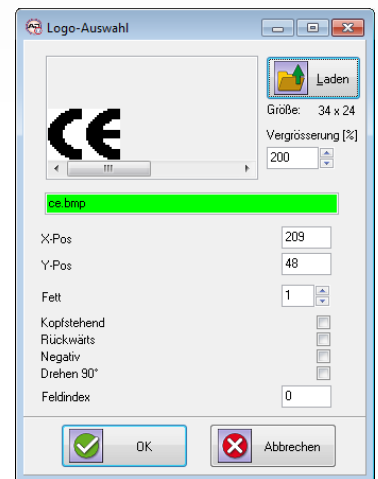 Logo-Auswahl
CE
Laden
Größe: 34 x 24
Vergrösserung [%]
200
ce.bmp
X-Pos 209
Y-Pos 48
Fett 1
Kopfstehend
Rückwärts
Negativ
Drehen 90°
Feldindex 0
OK Abbrechen